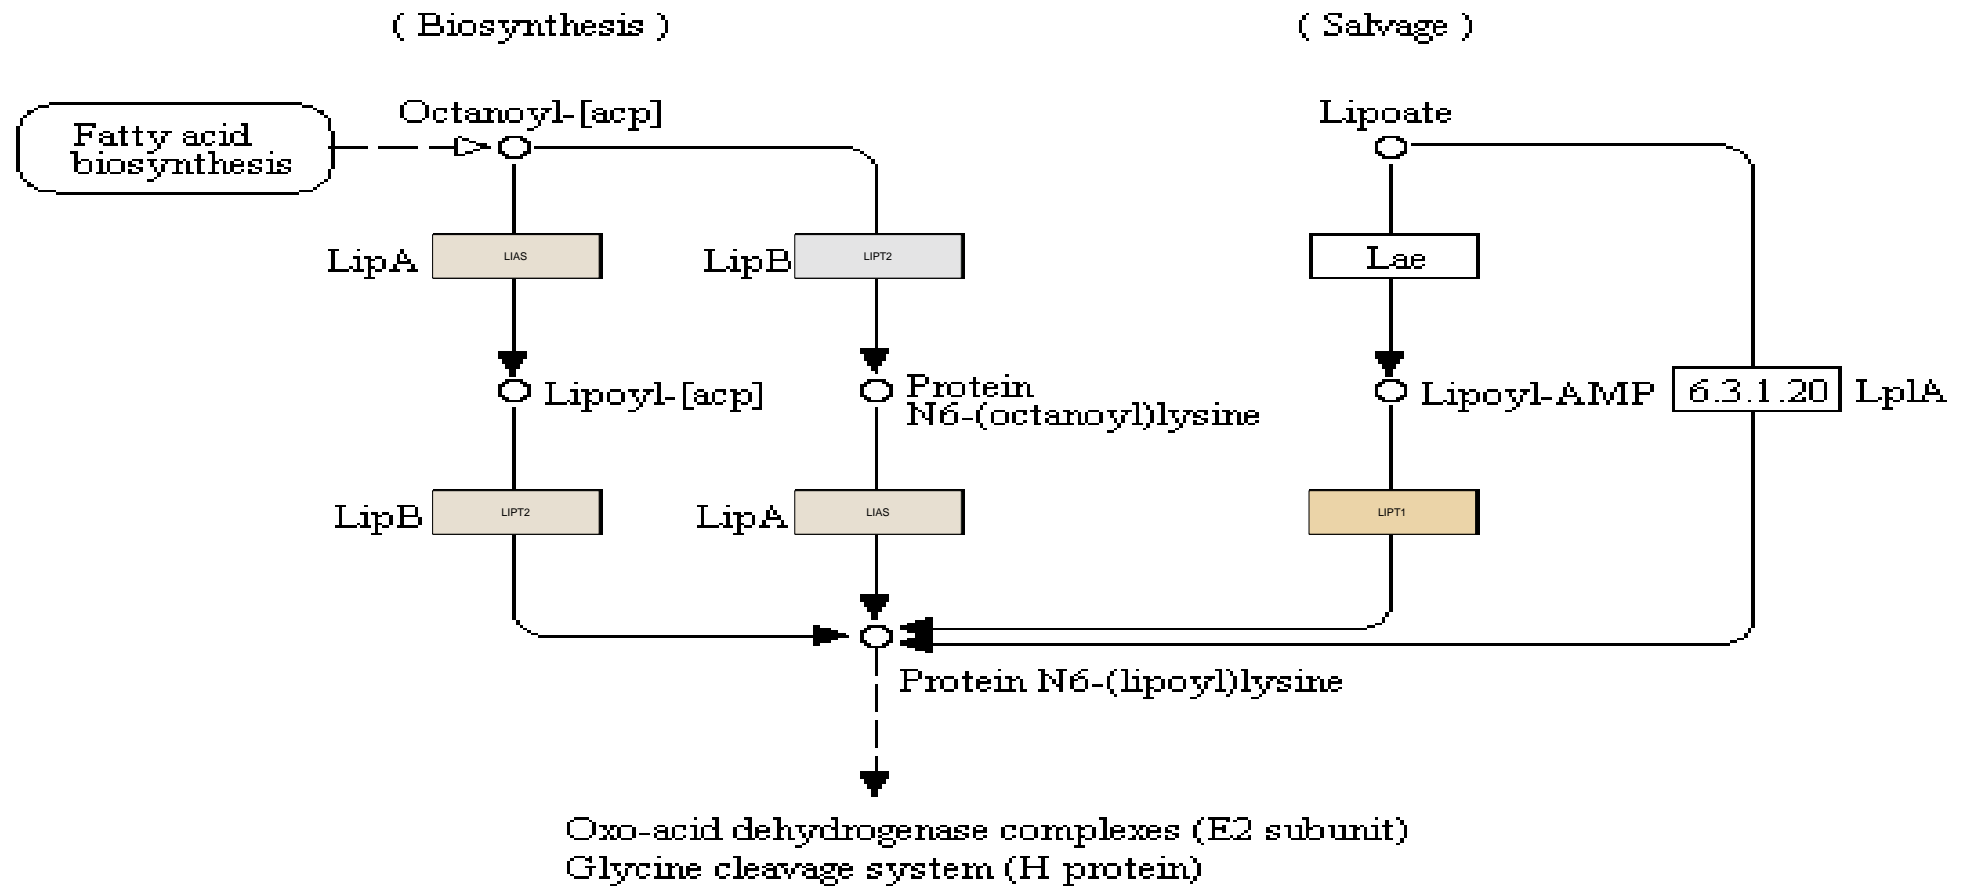 ( Biosynthesis )
( Salvage )
Octanoyl-[acp]
Lipoate
Fatty acid
biosynthesis
LipA
LIAS
LipB
LIPT2
Lae
Lipoyl-[acp]
Protein
N6-(octanoyl)lysine
Lipoyl-AMP
6.3.1.20
LplA
LipB
LIPT2
LipA
LIAS
LIPT1
Protein N6-(lipoyl)lysine
Oxo-acid dehydrogenase complexes (E2 subunit)
Glycine cleavage system (H protein)